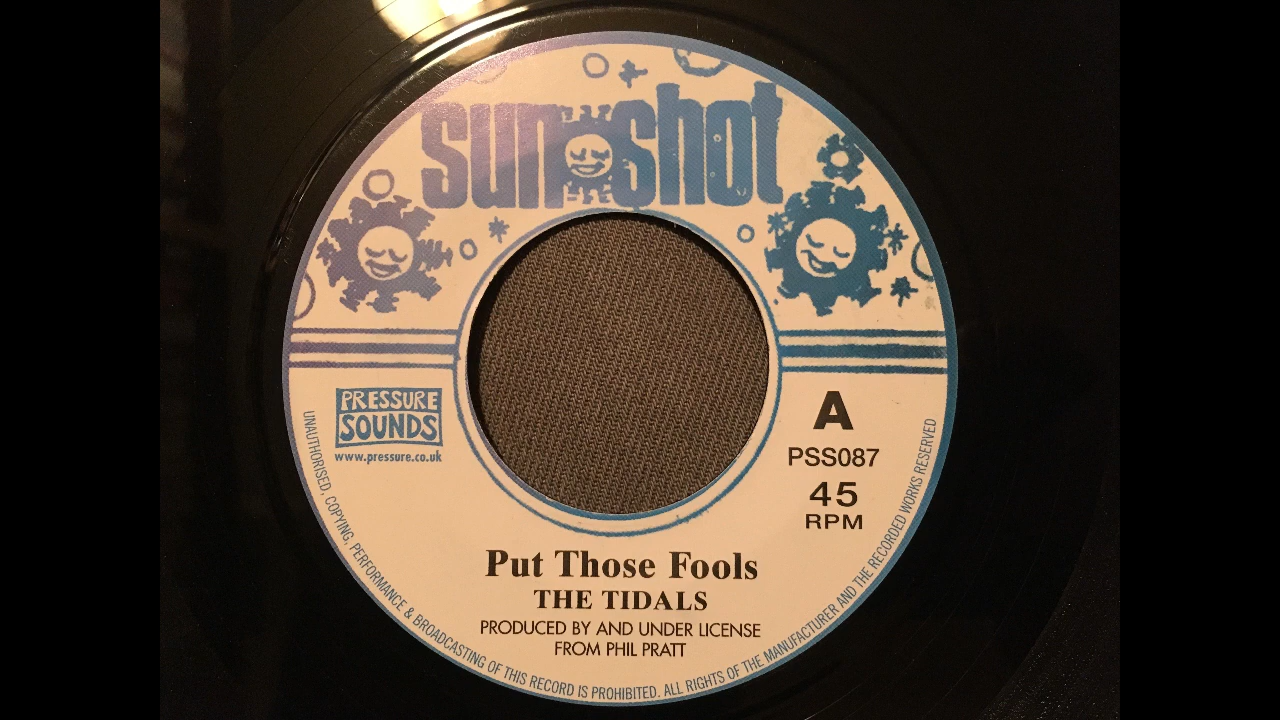 sun shot
PRESSURE
SOUNDS
www.pressure.co.uk
A
PSS087
45
RPM
Put Those Fools
THE TIDALS
PRODUCED BY AND UNDER LICENSE
FROM PHIL PRATT
UNAUTHORISED, COPYING, PERFORMANCE & BROADCASTING OF THIS RECORD IS PROHIBITED. ALL RIGHTS OF THE MANUFACTURER AND THE RECORDED WORKS RESERVED